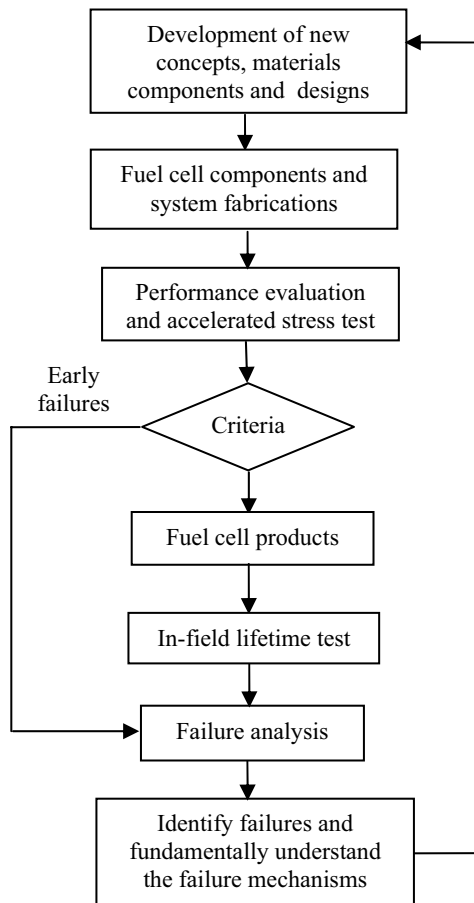 Development of new
concepts, materials
components and designs
Fuel cell components and
system fabrications
Performance evaluation
and accelerated stress test
Early
failures
Criteria
Fuel cell products
In-field lifetime test
Failure analysis
Identify failures and
fundamentally understand
the failure mechanisms